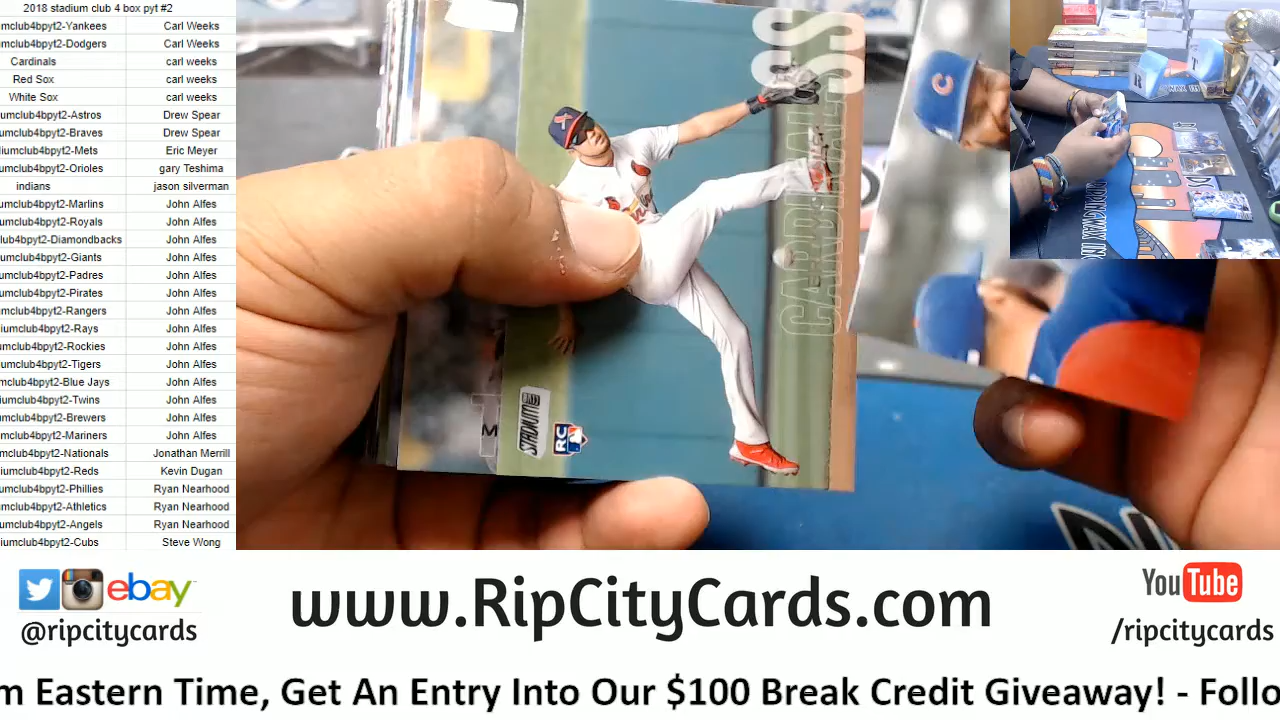 2018 stadium club 4 box pyt #2
mclub4bpyt2-Yankees Carl Weeks
umclub4bpyt2-Dodgers Carl Weeks
Cardinals carl weeks
Red Sox carl weeks
White Sox carl weeks
umclub4bpyt2-Astros Drew Spear
umclub4bpyt2-Braves Drew Spear
iumclub4bpyt2-Mets Eric Meyer
iumclub4bpyt2-Orioles gary Teshima
indians jason silverman
umclub4bpyt2-Marlins John Alfes
iumclub4bpyt2-Royals John Alfes
lub4bpyt2-Diamondbacks John Alfes
iumclub4bpyt2-Giants John Alfes
umclub4bpyt2-Padres John Alfes
umclub4bpyt2-Pirates John Alfes
mclub4bpyt2-Rangers John Alfes
iumclub4bpyt2-Rays John Alfes
umclub4bpyt2-Rockies John Alfes
iumclub4bpyt2-Tigers John Alfes
mclub4bpyt2-Blue Jays John Alfes
iumclub4bpyt2-Twins John Alfes
umclub4bpyt2-Brewers John Alfes
mclub4bpyt2-Mariners John Alfes
mclub4bpyt2-Nationals Jonathan Merrill
iumclub4bpyt2-Reds Kevin Dugan
umclub4bpyt2-Phillies Ryan Nearhood
umclub4bpyt2-Athletics Ryan Nearhood
umclub4bpyt2-Angels Ryan Nearhood
iumclub4bpyt2-Cubs Steve Wong
SS
CARDINALS
STADIUM
RC
C
ebay
@ripcitycards
www.RipCityCards.com
YouTube
/ripcitycards
m Eastern Time, Get An Entry Into Our $100 Break Credit Giveaway! - Follo